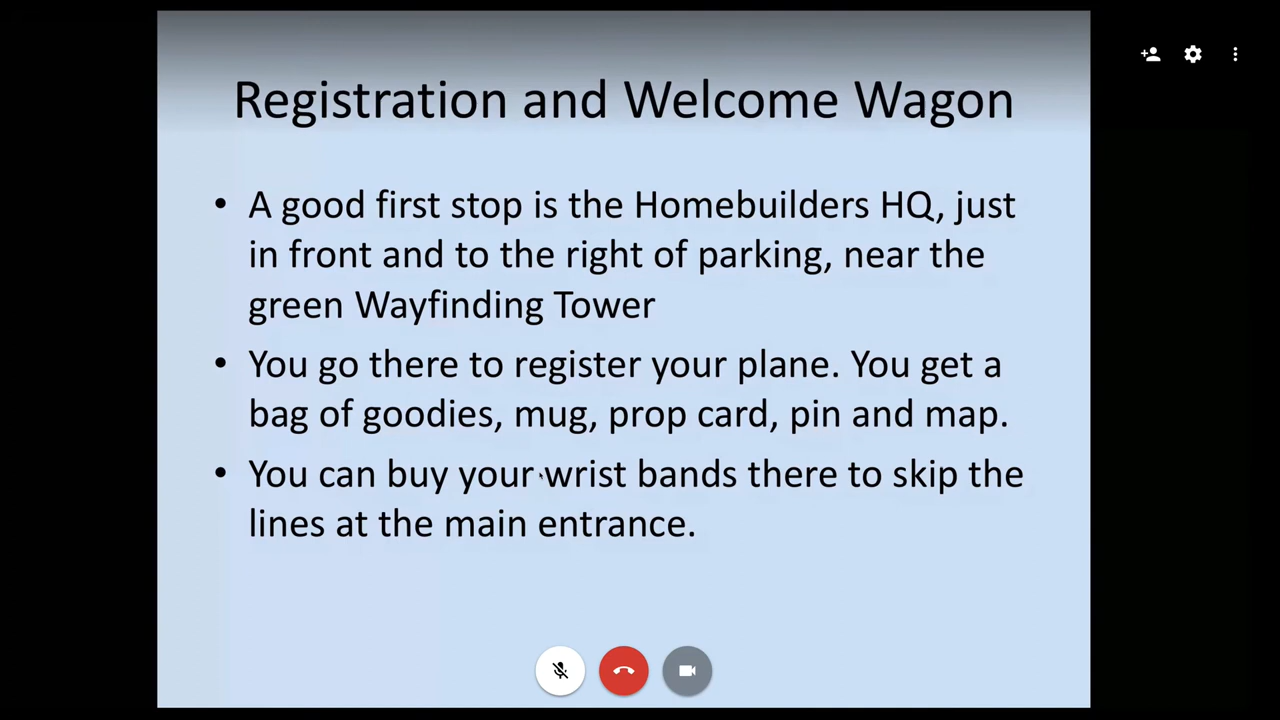 Registration and Welcome Wagon
• A good first stop is the Homebuilders HQ, just
in front and to the right of parking, near the
green Wayfinding Tower
• You go there to register your plane. You get a
bag of goodies, mug, prop card, pin and map.
• You can buy your wrist bands there to skip the
lines at the main entrance.